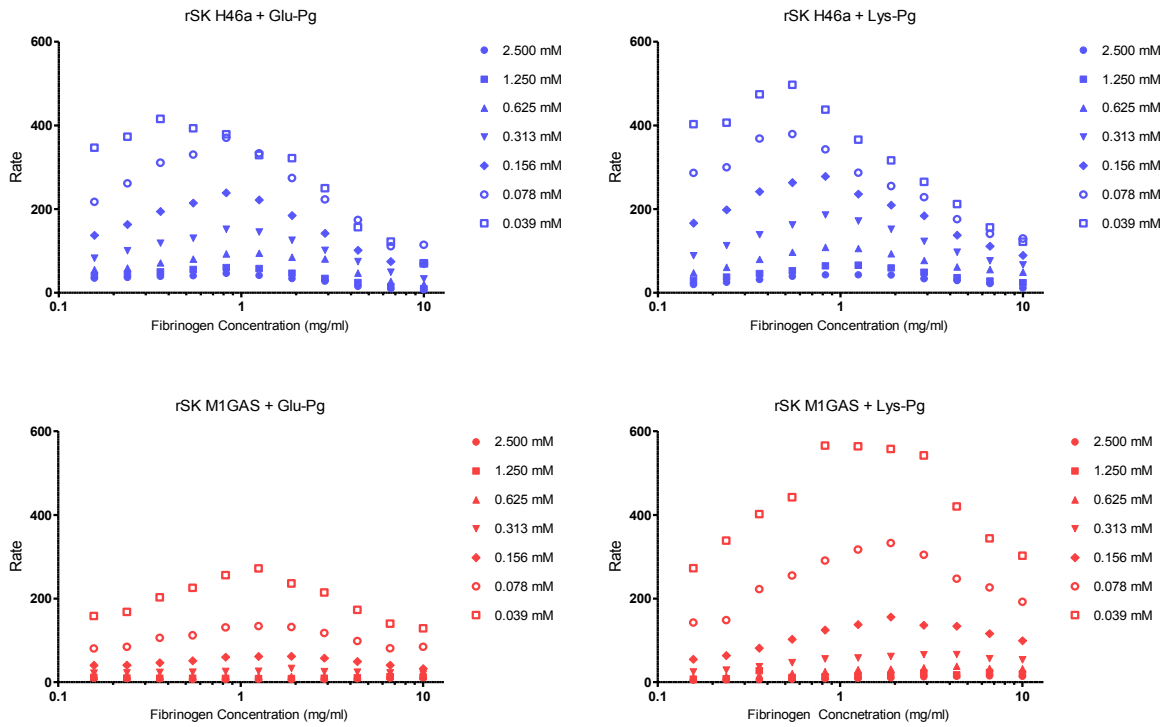 rSK H46a + Glu-Pg
600
400
200
0
Rate
0.1
1
10
Fibrinogen Concentration (mg/ml)
2.500 mM
1.250 mM
0.625 mM
0.313 mM
0.156 mM
0.078 mM
0.039 mM
rSK H46a + Lys-Pg
600
400
200
0
Rate
0.1
1
10
Fibrinogen Concentration (mg/ml)
2.500 mM
1.250 mM
0.625 mM
0.313 mM
0.156 mM
0.078 mM
0.039 mM
rSK M1GAS + Glu-Pg
600
400
200
0
Rate
0.1
1
10
Fibrinogen Concentration (mg/ml)
2.500 mM
1.250 mM
0.625 mM
0.313 mM
0.156 mM
0.078 mM
0.039 mM
rSK M1GAS + Lys-Pg
600
400
200
0
Rate
0.1
1
10
Fibrinogen Concnetration (mg/ml)
2.500 mM
1.250 mM
0.625 mM
0.313 mM
0.156 mM
0.078 mM
0.039 mM